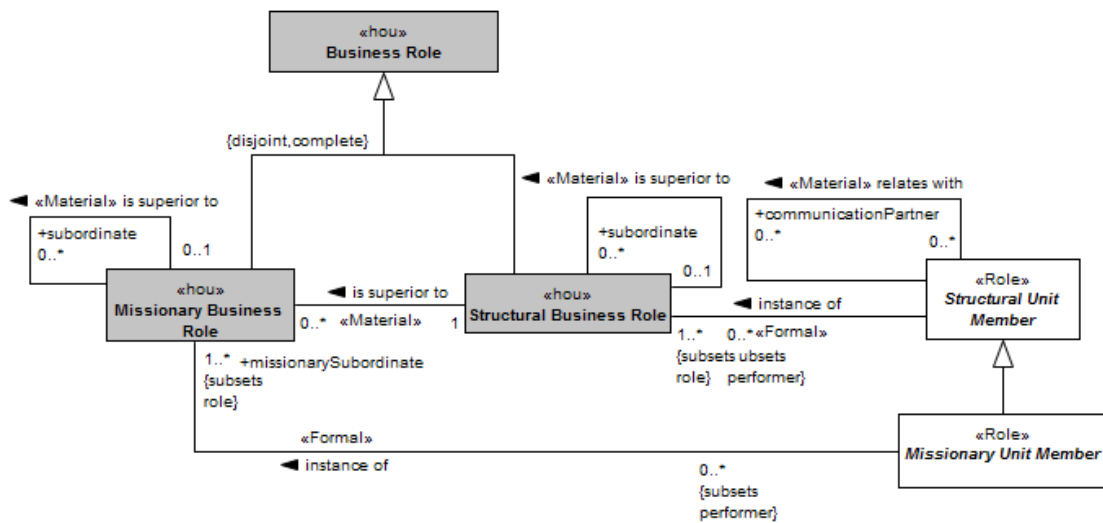 «hou»
Business Role
{disjoint,complete}
«Material» is superior to
+subordinate
0..*
0..1
«Material» is superior to
+subordinate
0..*
0..1
«Material» relates with
+communicationPartner
0..*
0..*
«hou»
Missionary Business
Role
is superior to
0..*
«Material»
1
«hou»
Structural Business Role
instance of
1..*
0..*
«Formal»
{subsets
role}
ubsets
performer}
«Role»
Structural Unit
Member
1..*
+missionarySubordinate
{subsets
role}
«Formal»
instance of
0..*
{subsets
performer}
«Role»
Missionary Unit Member